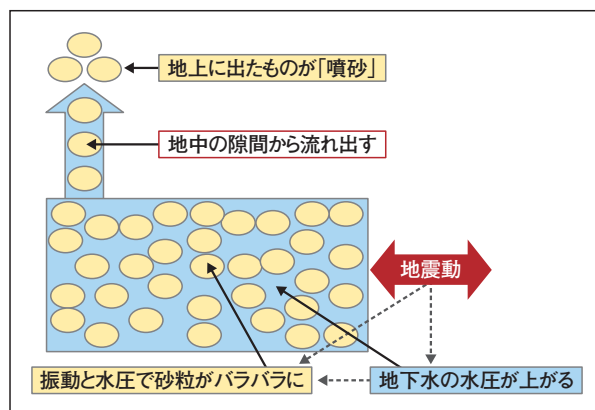 地上に出たものが「噴砂」
地中の隙間から流れ出す
地震動
振動と水圧で砂粒がバラバラに
地下水の水圧が上がる